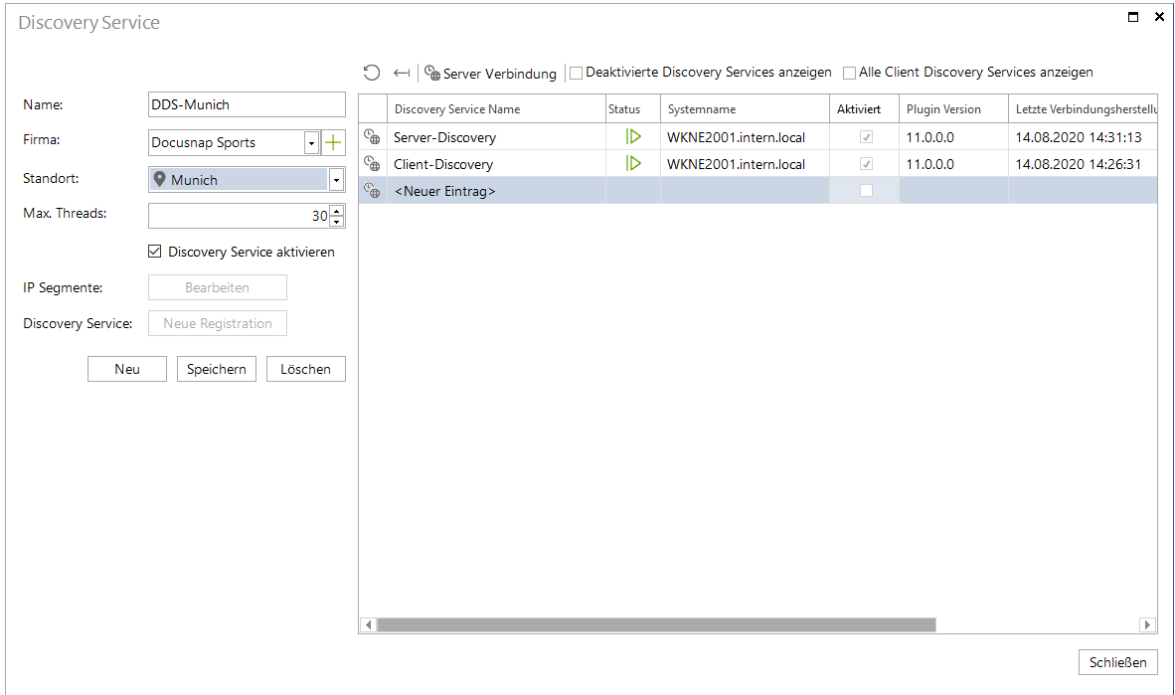 Discovery Service
Server Verbindung Deaktivierte Discovery Services anzeigen Alle Client Discovery Services anzeigen
Name: DDS-Munich
Firma: Docusnap Sports
Standort: Munich
Max. Threads: 30
Discovery Service aktivieren
IP Segmente: Bearbeiten
Discovery Service: Neue Registration
Neu Speichern Löschen
Discovery Service Name Status Systemname Aktiviert Plugin Version Letzte Verbindungsherstellu
Server-Discovery WKNE2001.intern.local 11.0.0.0 14.08.2020 14:31:13
Client-Discovery WKNE2001.intern.local 11.0.0.0 14.08.2020 14:26:31
<Neuer Eintrag>
Schließen